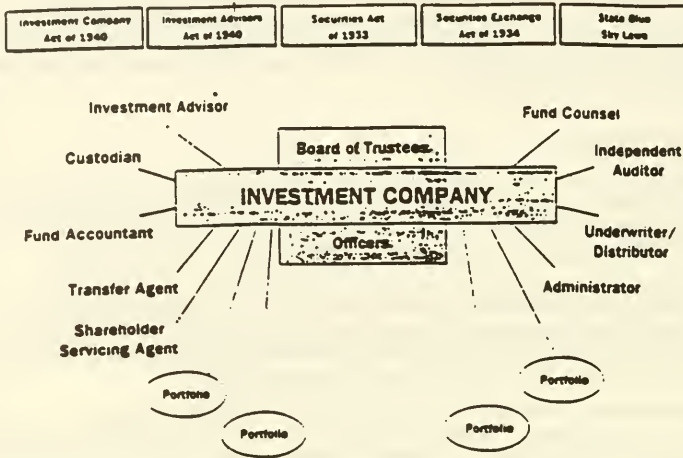 Investment Company
Act of 1940
Investment Advisors
Act of 1940
Securities Act
of 1933
Securities Exchange
Act of 1934
State Blue
Sky Laws
Investment Advisor
Fund Counsel
Board of Trustees
Custodian
Independent
Auditor
INVESTMENT COMPANY
Fund Accountant
Officers
Underwriter/
Distributor
Transfer Agent
Administrator
Shareholder
Servicing Agent
Portfolio
Portfolio
Portfolio
Portfolio